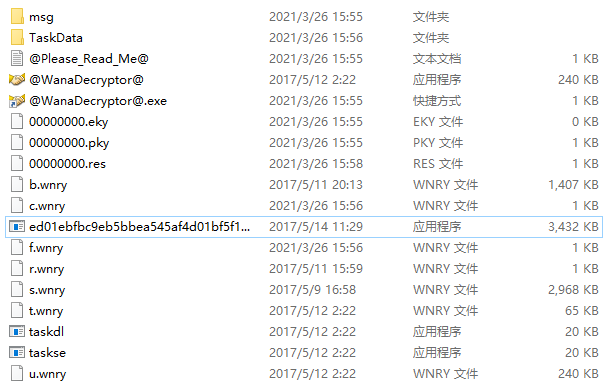 msg 2021/3/26 15:55 文件夹
TaskData 2021/3/26 15:56 文件夹
@Please_Read_Me@ 2021/3/26 15:55 文本文档 1 KB
@WanaDecryptor@ 2017/5/12 2:22 应用程序 240 KB
@WanaDecryptor@.exe 2021/3/26 15:55 快捷方式 1 KB
00000000.eky 2021/3/26 15:55 EKY 文件 0 KB
00000000.pky 2021/3/26 15:55 PKY 文件 1 KB
00000000.res 2021/3/26 15:58 RES 文件 1 KB
b.wnry 2017/5/11 20:13 WNRY 文件 1,407 KB
c.wnry 2021/3/26 15:56 WNRY 文件 1 KB
ed01ebfbc9eb5bbea545af4d01bf5f1... 2017/5/14 11:29 应用程序 3,432 KB
f.wnry 2021/3/26 15:56 WNRY 文件 1 KB
r.wnry 2017/5/11 15:59 WNRY 文件 1 KB
s.wnry 2017/5/9 16:58 WNRY 文件 2,968 KB
t.wnry 2017/5/12 2:22 WNRY 文件 65 KB
taskdl 2017/5/12 2:22 应用程序 20 KB
taskse 2017/5/12 2:22 应用程序 20 KB
u.wnry 2017/5/12 2:22 WNRY 文件 240 KB